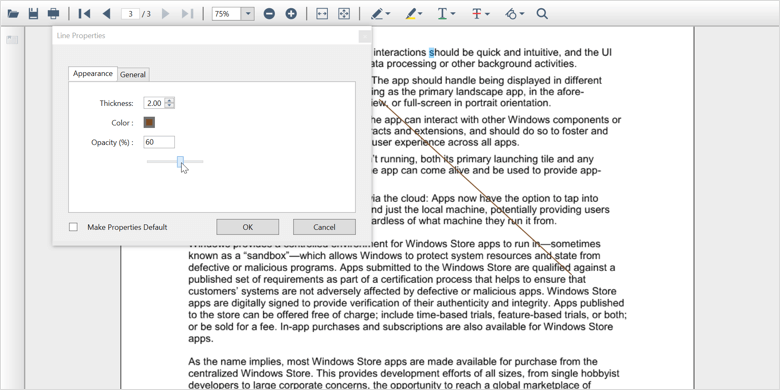 3 / 3
75%
Line Properties
Appearance
General
Thickness:
2.00
Color :
Opacity (%) :
60
Make Properties Default
OK
Cancel
interactions should be quick and intuitive, and the UI
ata processing or other background activities.
The app should handle being displayed in different
ing as the primary landscape app, in the afore-
iew, or full-screen in portrait orientation.
he app can interact with other Windows components or
racts and extensions, and should do so to foster and
user experience across all apps.
't running, both its primary launching tile and any
e app can come alive and be used to provide app-
via the cloud: Apps now have the option to tap into
nd just the local machine, potentially providing users
ardless of what machine they run it from.
Windows provides a controlled environment for Windows Store apps to run in—sometimes
known as a “sandbox”—which allows Windows to protect system resources and state from
defective or malicious programs. Apps submitted to the Windows Store are qualified against a
published set of requirements as part of a certification process that helps to ensure that
customers’ systems are not adversely affected by defective or malicious apps. Windows Store
apps are digitally signed to provide verification of their authenticity and integrity. Apps published
to the store can be offered free of charge; include time-based trials, feature-based trials, or both;
or be sold for a fee. In-app purchases and subscriptions are also available for Windows Store
apps.
As the name implies, most Windows Store apps are made available for purchase from the
centralized Windows Store. This provides development efforts of all sizes, from single hobbyist
developers to large corporate concerns, the opportunity to reach a global marketplace of